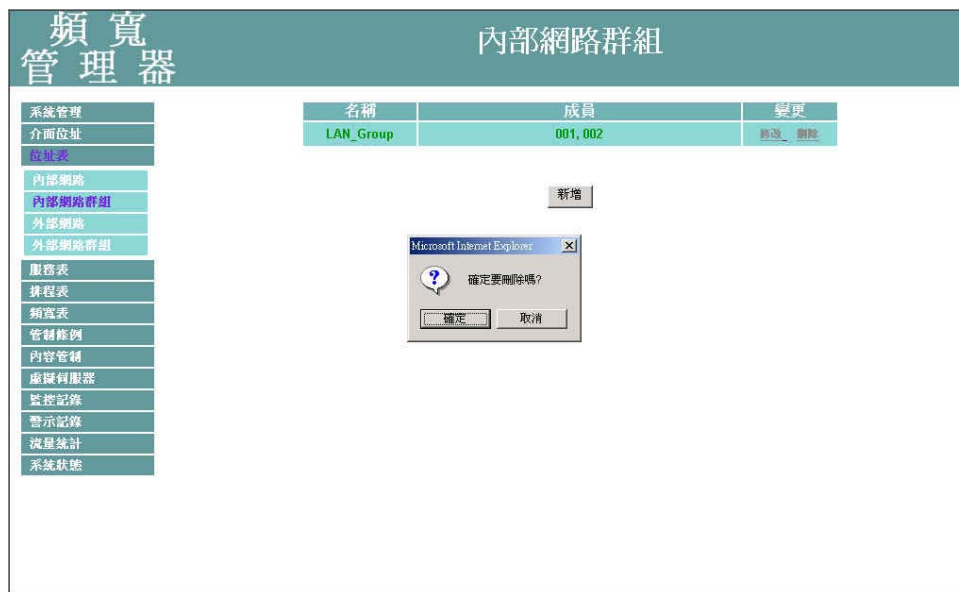 頻 寬
管 理 器
內部網路群組
系統管理
介面位址
位址表
內部網路
內部網路群組
外部網路
外部網路群組
服務表
排程表
頻寬表
管制條例
內容管制
虛擬伺服器
監控記錄
警示記錄
流量統計
系統狀態
名稱 成員 變更
LAN_Group 001, 002 修改 刪除
新增
Microsoft Internet Explorer
確定要刪除嗎?
確定 取消